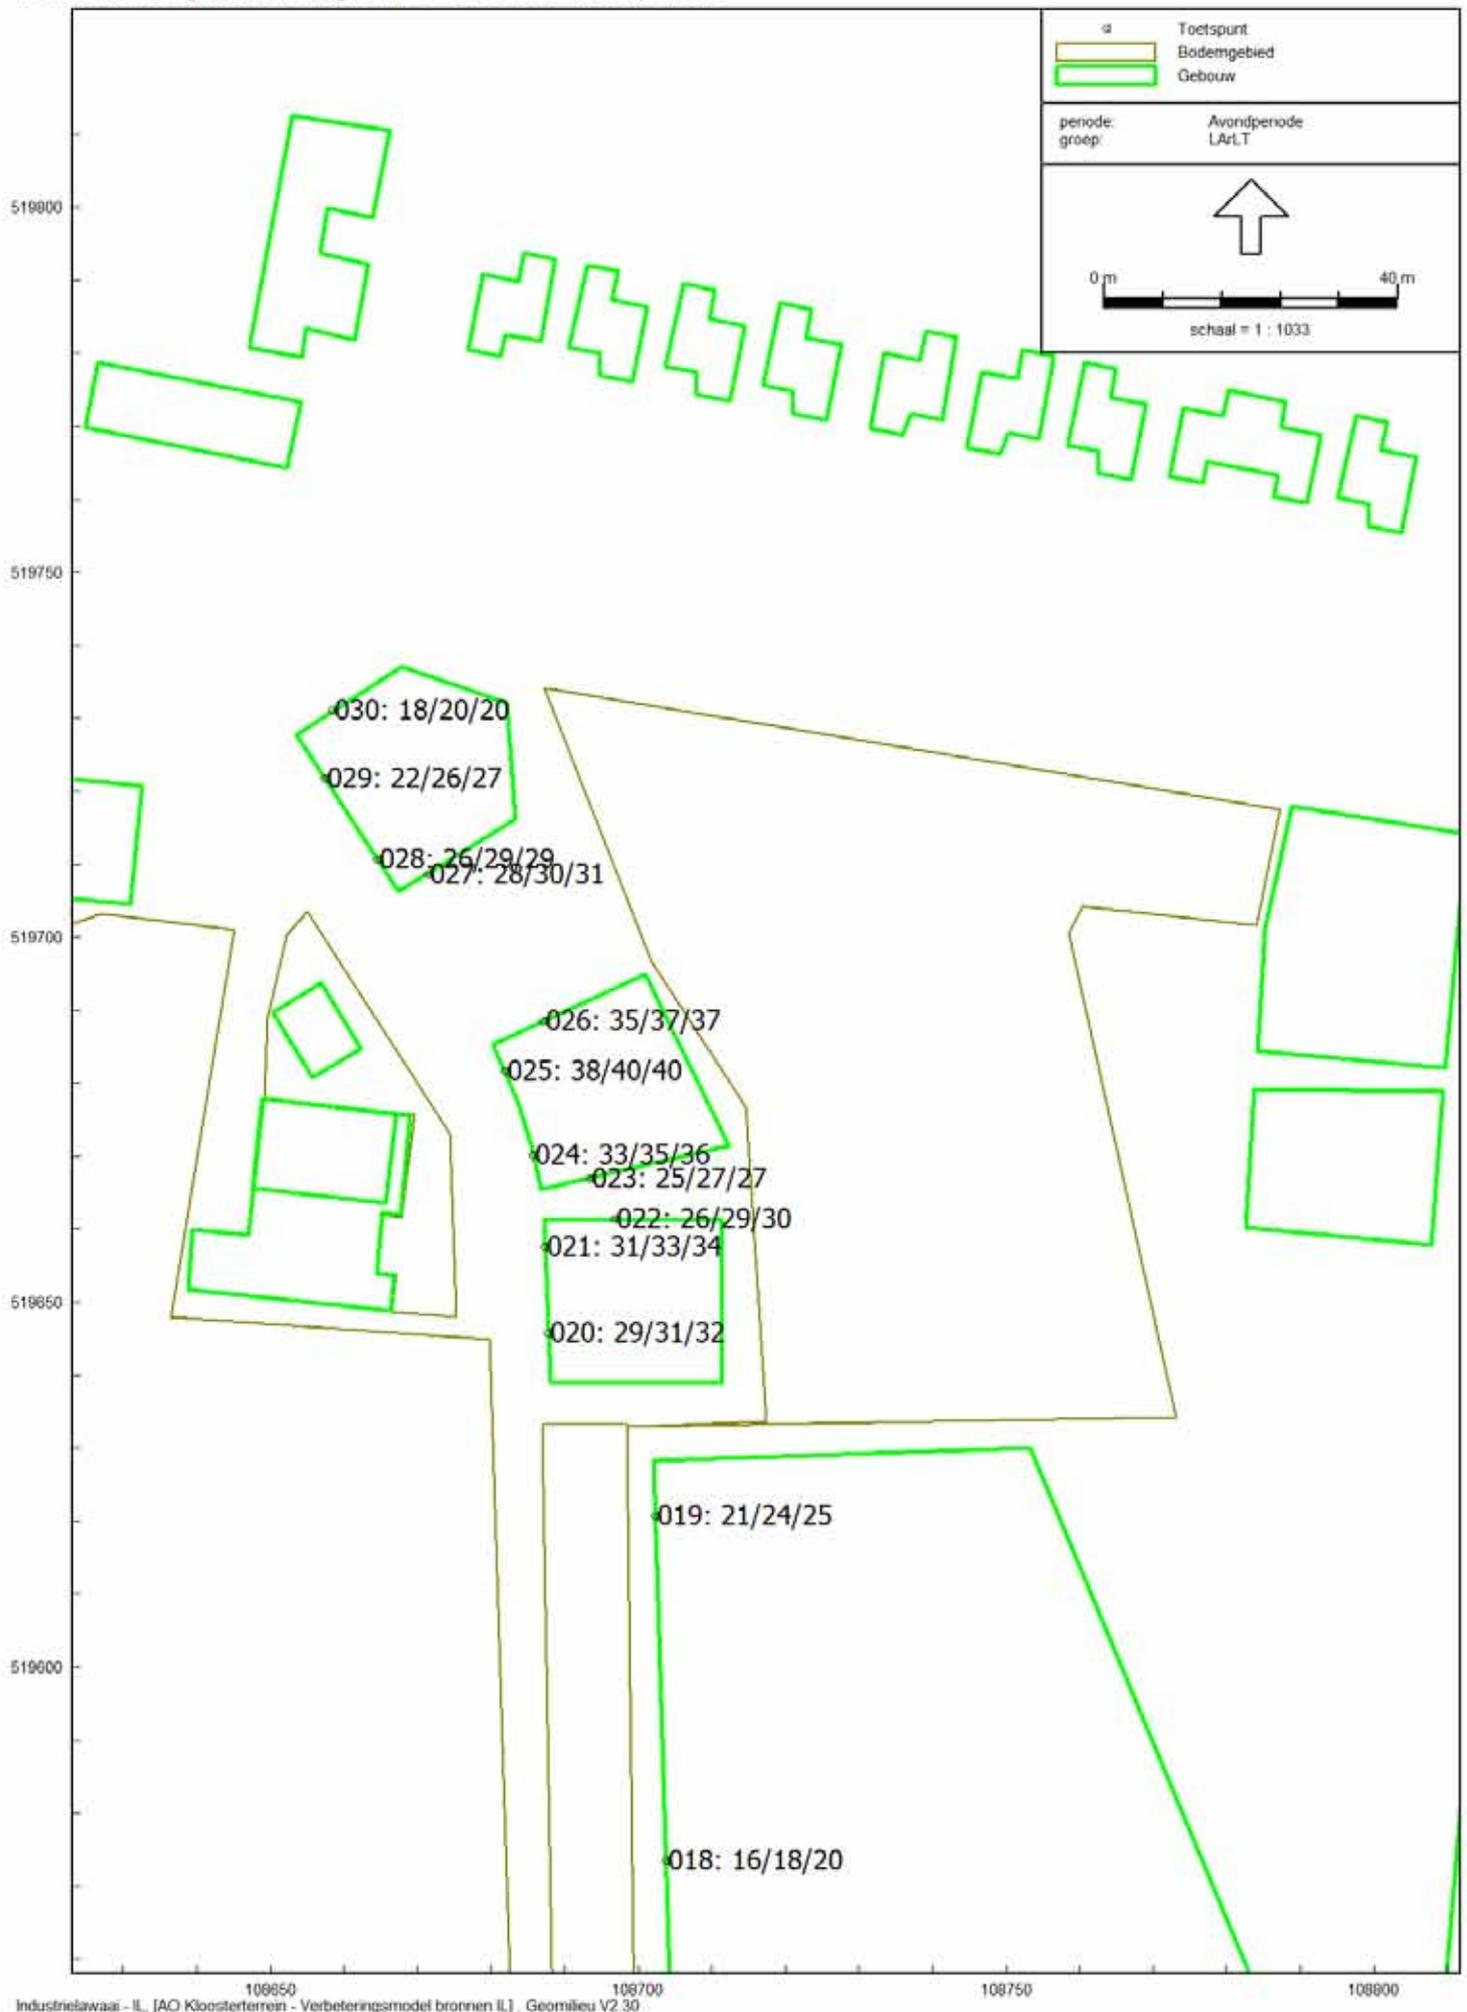 Toetspunt
Bodemgebied
Gebouw
periode: Avondperiode
groep: LArLT
0 m 40 m
schaal = 1 : 1033
519800
519750
030: 18/20/20
029: 22/26/27
028: 26/29/29
027: 28/30/31
519700
026: 35/37/37
025: 38/40/40
024: 33/35/36
023: 25/27/27
022: 26/29/30
021: 31/33/34
519650
020: 29/31/32
019: 21/24/25
519600
018: 16/18/20
108650 108700 108750 108800
Industrielawaai - IL, [AO Kloosterterrein - Verbeteringsmodel bronnen IL] , Geomilieu V2.30